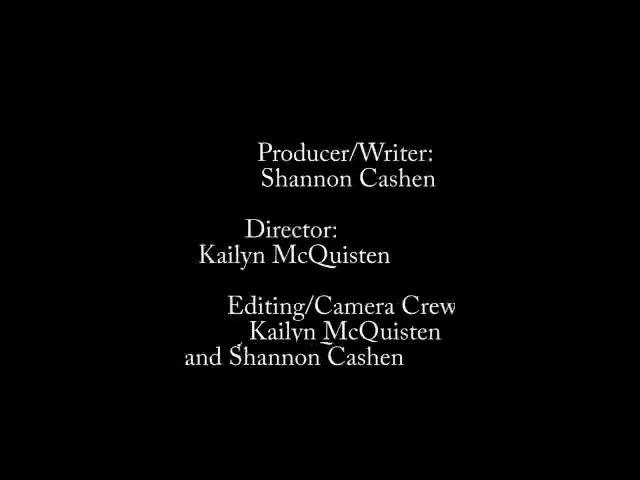 Producer/Writer:
Shannon Cashen
Director:
Kailyn McQuisten
Editing/Camera Crew
Kailyn McQuisten
and Shannon Cashen